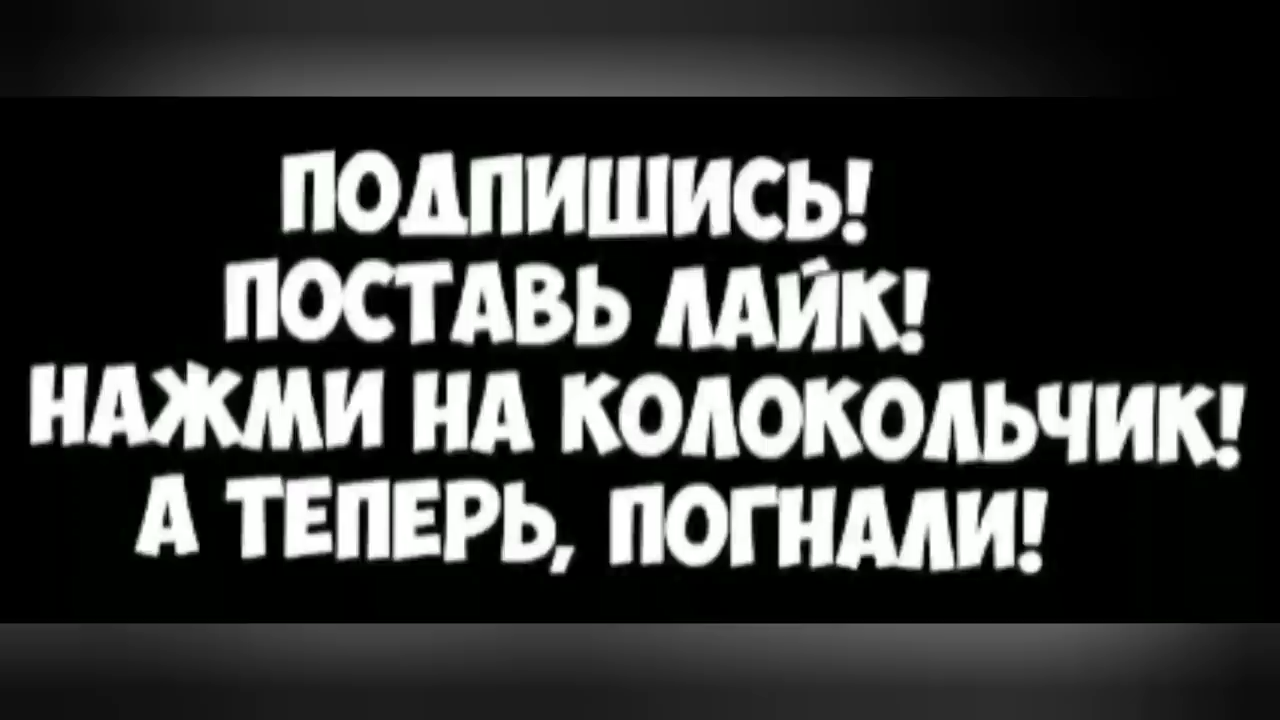 ПОДПИШИСЬ!
ПОСТАВЬ ЛАЙК!
НАЖМИ НА КОЛОКОЛЬЧИК!
А ТЕПЕРЬ, ПОГНАЛИ!